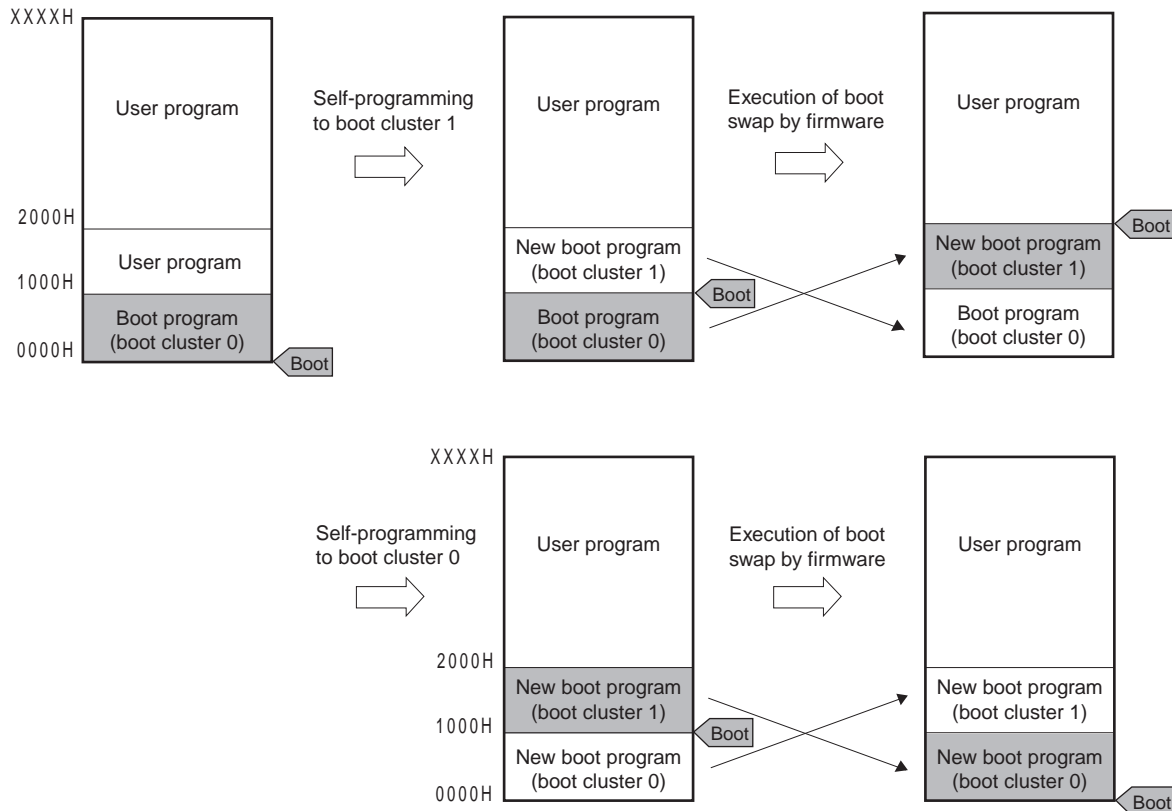 XXXXH
User program
2000H
User program
1000H
Boot program
(boot cluster 0)
0000H
Boot
Self-programming
to boot cluster 1
User program
New boot program
(boot cluster 1)
Boot
Boot program
(boot cluster 0)
Execution of boot
swap by firmware
User program
Boot
New boot program
(boot cluster 1)
Boot program
(boot cluster 0)
Self-programming
to boot cluster 0
XXXXH
User program
2000H
New boot program
(boot cluster 1)
1000H
Boot
New boot program
(boot cluster 0)
0000H
Execution of boot
swap by firmware
User program
New boot program
(boot cluster 1)
New boot program
(boot cluster 0)
Boot